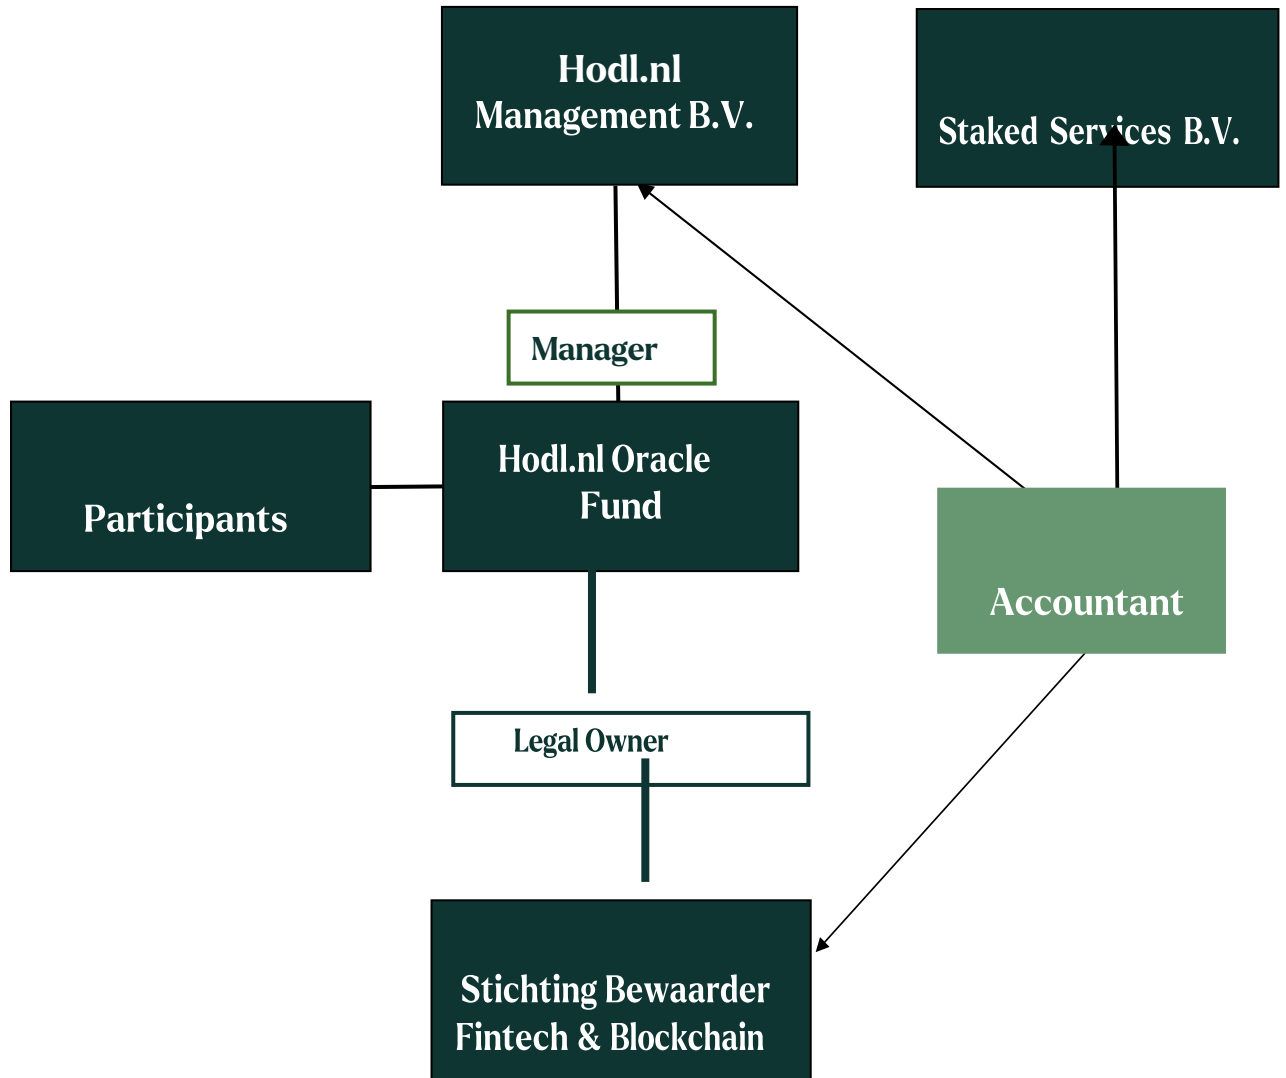 Hodl.nl
Management B.V.
Staked Services B.V.
Manager
Participants
Hodl.nl Oracle
Fund
Accountant
Legal Owner
Stichting Bewaarder
Fintech & Blockchain